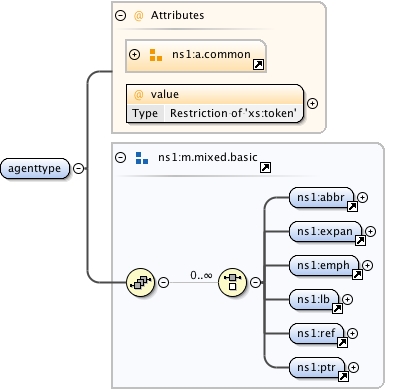 @ Attributes
ns1:a.common
@ value
Type Restriction of 'xs:token'
agenttype
ns1:m.mixed.basic
0..∞
ns1:abbr
ns1:expan
ns1:emph
ns1:lb
ns1:ref
ns1:ptr